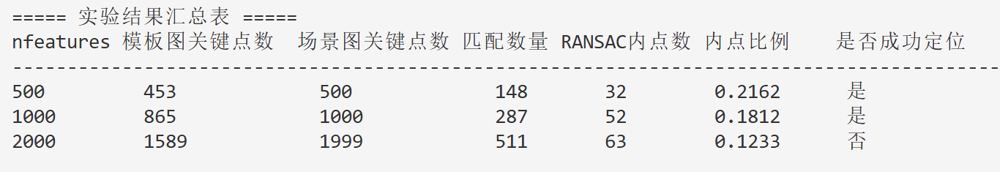 ===== 实验结果汇总表 =====
nfeatures 模板图关键点数 场景图关键点数 匹配数量 RANSAC内点数 内点比例 是否成功定位
------------------------------------------------------------------------------------------
500 453 500 148 32 0.2162 是
1000 865 1000 287 52 0.1812 是
2000 1589 1999 511 63 0.1233 否